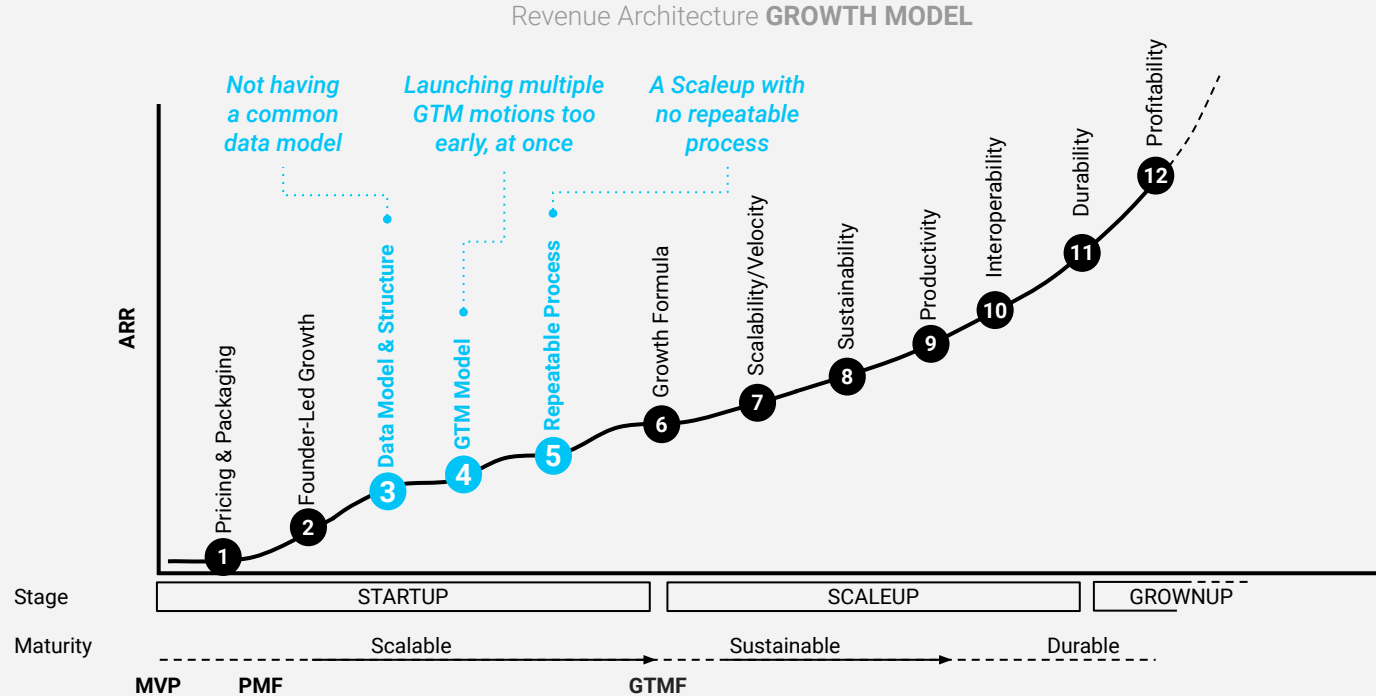 Revenue Architecture GROWTH MODEL
Not having
a common
data model
Launching multiple
GTM motions too
early, at once
A Scaleup with
no repeatable
process
ARR
1
Pricing & Packaging
2
Founder-Led Growth
3
Data Model & Structure
4
GTM Model
5
Repeatable Process
6
Growth Formula
7
Scalability/Velocity
8
Sustainability
9
Productivity
10
Interoperability
11
Durability
12
Profitability
Stage
STARTUP
SCALEUP
GROWNUP
Maturity
Scalable
Sustainable
Durable
MVP
PMF
GTMF